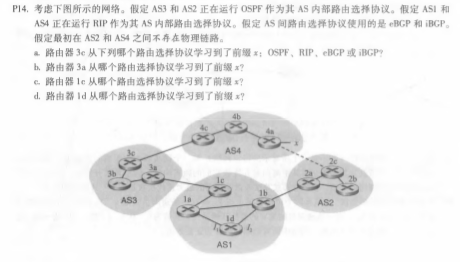 P14. 考虑下图所示的网络。假定 AS3 和 AS2 正在运行 OSPF 作为其 AS 内部路由选择协议。假定 AS1 和
AS4 正在运行 RIP 作为其 AS 内部路由选择协议。假定 AS 间路由选择协议使用的是 eBGP 和 iBGP。
假定最初在 AS2 和 AS4 之间不存在物理链路。
a. 路由器 3c 从下列哪个路由选择协议学习到了前缀 x：OSPF、RIP、eBGP 或 iBGP?
b. 路由器 3a 从哪个路由选择协议学习到了前缀 x?
c. 路由器 1c 从哪个路由选择协议学习到了前缀 x?
d. 路由器 1d 从哪个路由选择协议学习到了前缀 x?
4b
4c
4a
x
AS4
3c
3a
3b
AS3
1c
1a
1b
1d
I₁
I₂
AS1
2c
2a
2b
AS2